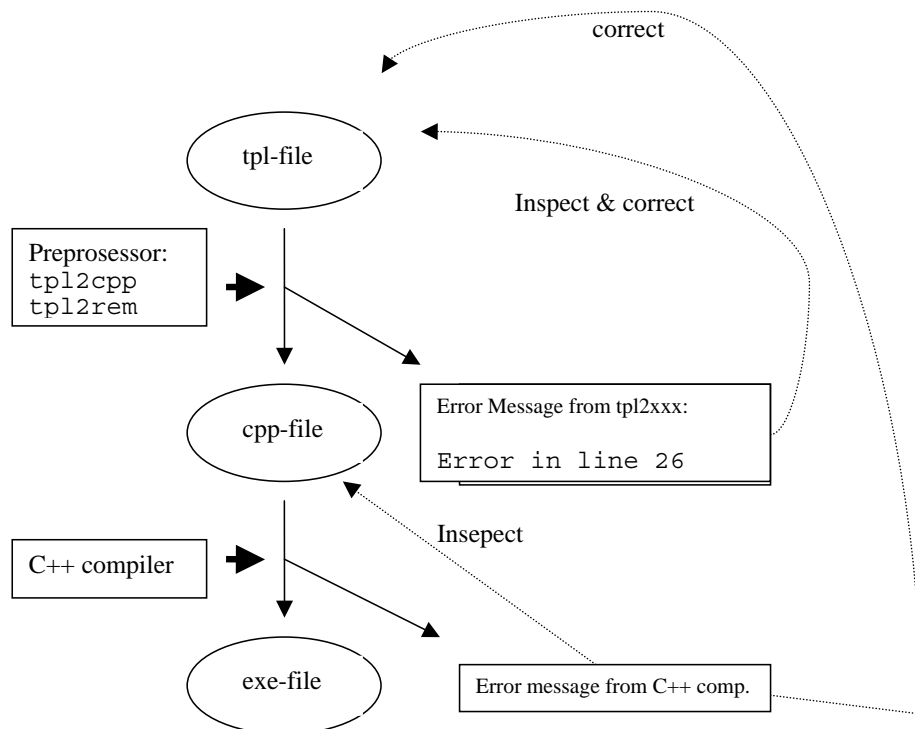 correct
tpl-file
Inspect & correct
Preprosessor:
tpl2cpp
tpl2rem
Error Message from tpl2xxx:
Error in line 26
cpp-file
Insepect
C++ compiler
Error message from C++ comp.
exe-file